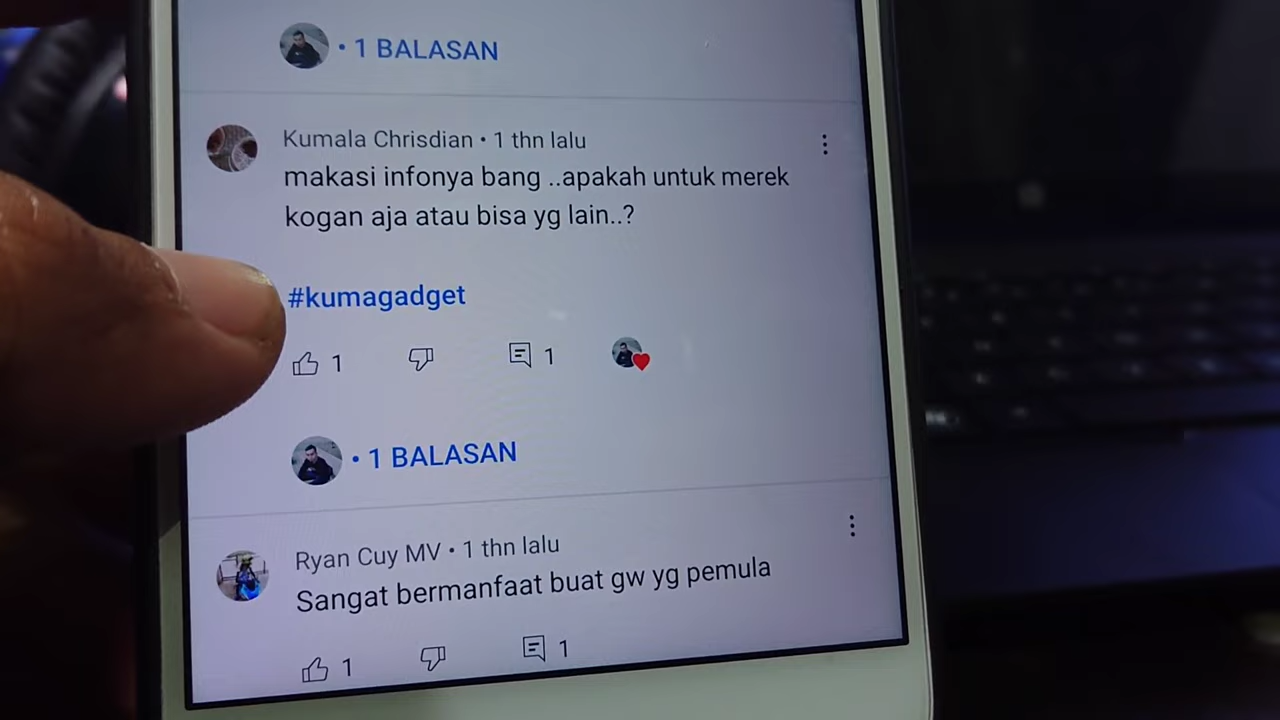 • 1 BALASAN
Kumala Chrisdian • 1 thn lalu
makasi infonya bang ..apakah untuk merek
kogan aja atau bisa yg lain..?
#kumagadget
1 1
• 1 BALASAN
Ryan Cuy MV • 1 thn lalu
Sangat bermanfaat buat gw yg pemula
1 1